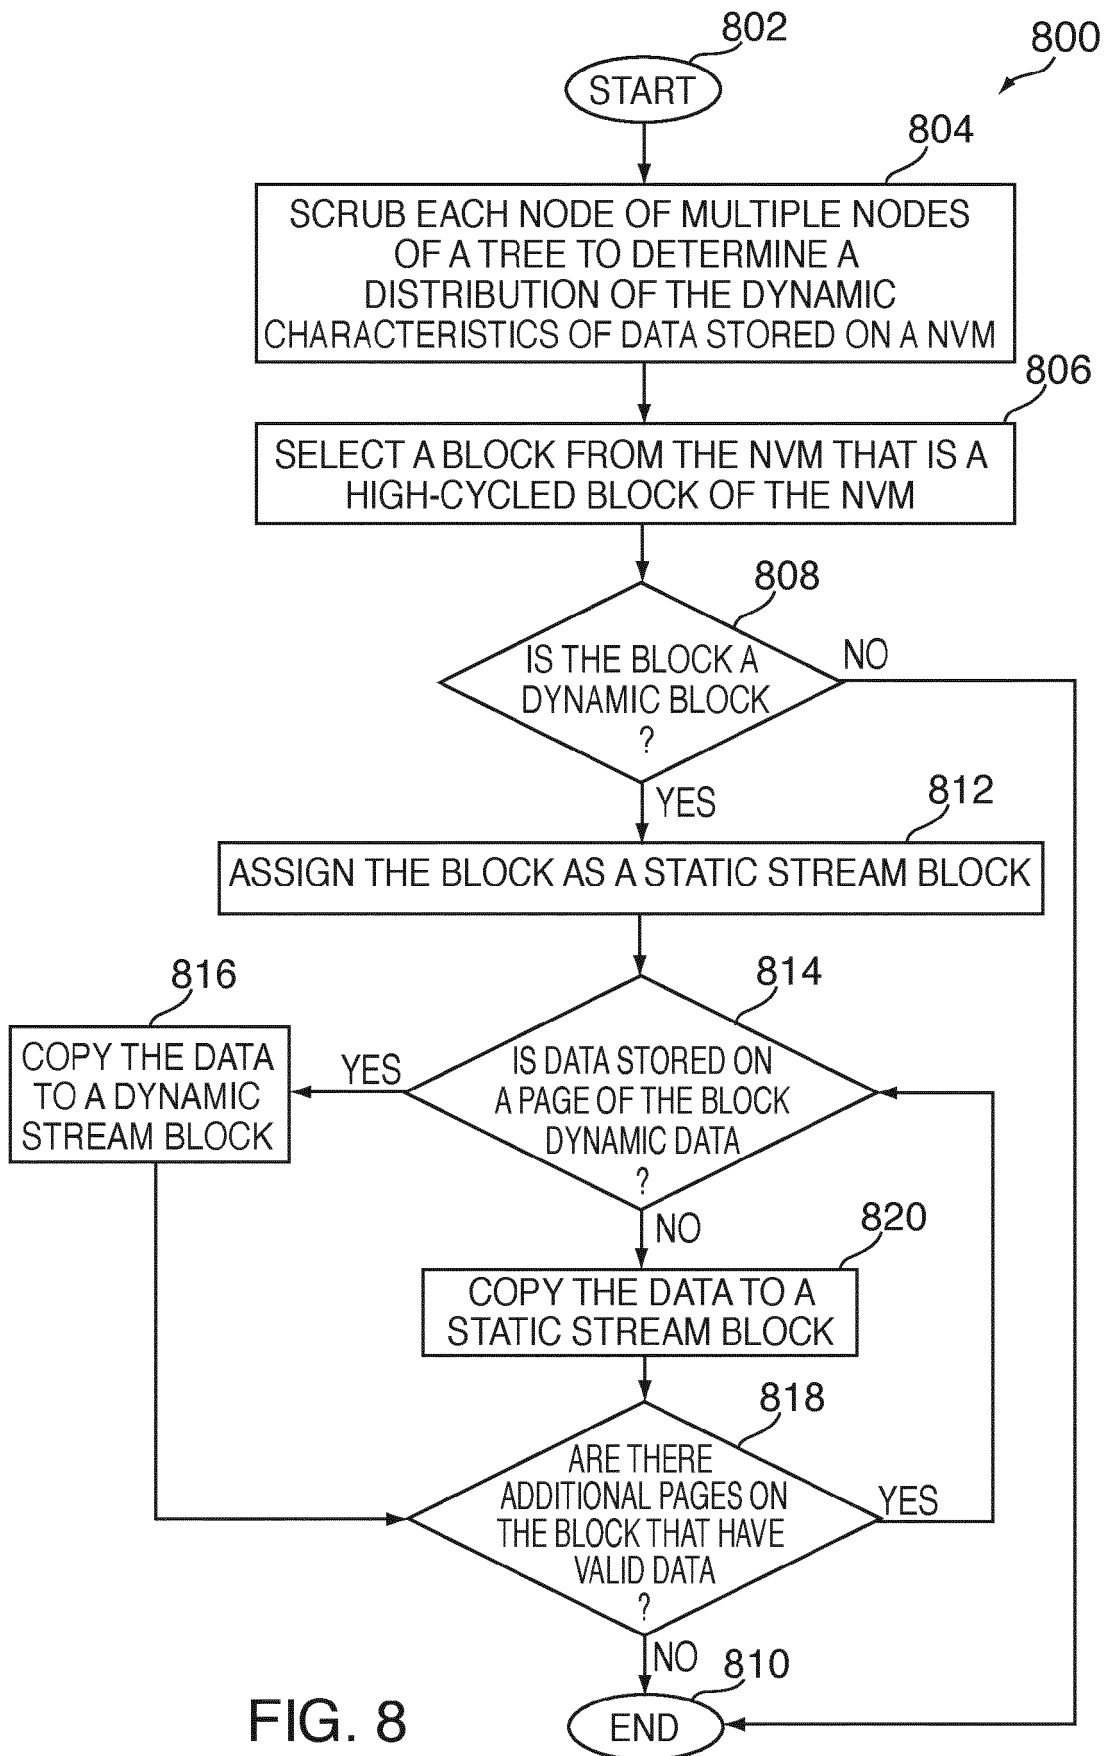 802
800
START
804
SCRUB EACH NODE OF MULTIPLE NODES
OF A TREE TO DETERMINE A
DISTRIBUTION OF THE DYNAMIC
CHARACTERISTICS OF DATA STORED ON A NVM
806
SELECT A BLOCK FROM THE NVM THAT IS A
HIGH-CYCLED BLOCK OF THE NVM
808
IS THE BLOCK A
DYNAMIC BLOCK
?
NO
YES
812
ASSIGN THE BLOCK AS A STATIC STREAM BLOCK
814
IS DATA STORED ON
A PAGE OF THE BLOCK
DYNAMIC DATA
?
YES
816
COPY THE DATA
TO A DYNAMIC
STREAM BLOCK
NO
820
COPY THE DATA TO A
STATIC STREAM BLOCK
818
ARE THERE
ADDITIONAL PAGES ON
THE BLOCK THAT HAVE
VALID DATA
?
YES
NO
810
END
FIG. 8